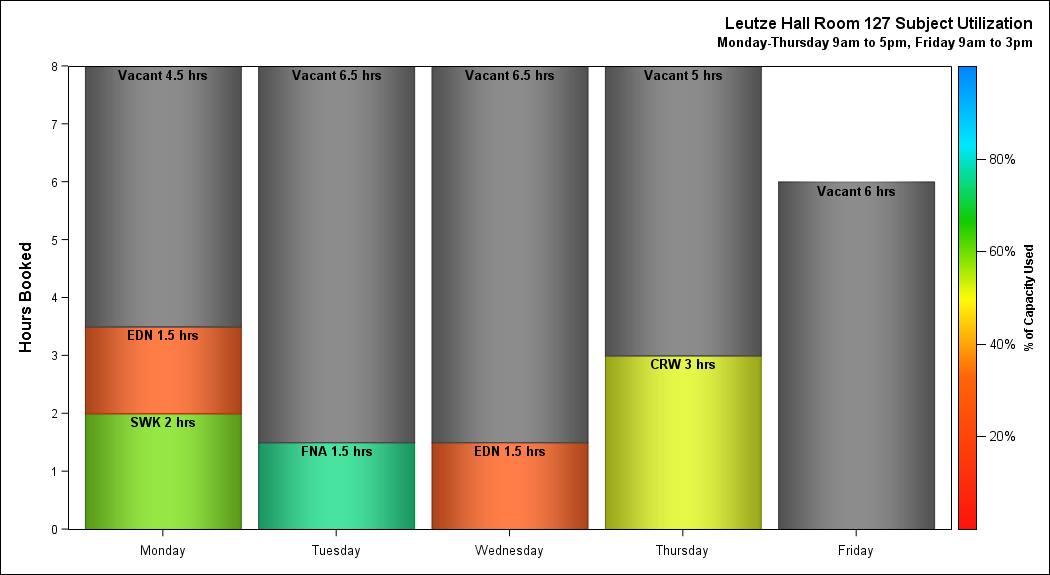 Leutze Hall Room 127 Subject Utilization
Monday-Thursday 9am to 5pm, Friday 9am to 3pm
Hours Booked
8
7
6
5
4
3
2
1
0
Vacant 4.5 hrs
EDN 1.5 hrs
SWK 2 hrs
Vacant 6.5 hrs
FNA 1.5 hrs
Vacant 6.5 hrs
EDN 1.5 hrs
Vacant 5 hrs
CRW 3 hrs
Vacant 6 hrs
Monday
Tuesday
Wednesday
Thursday
Friday
80%
60%
40%
20%
% of Capacity Used